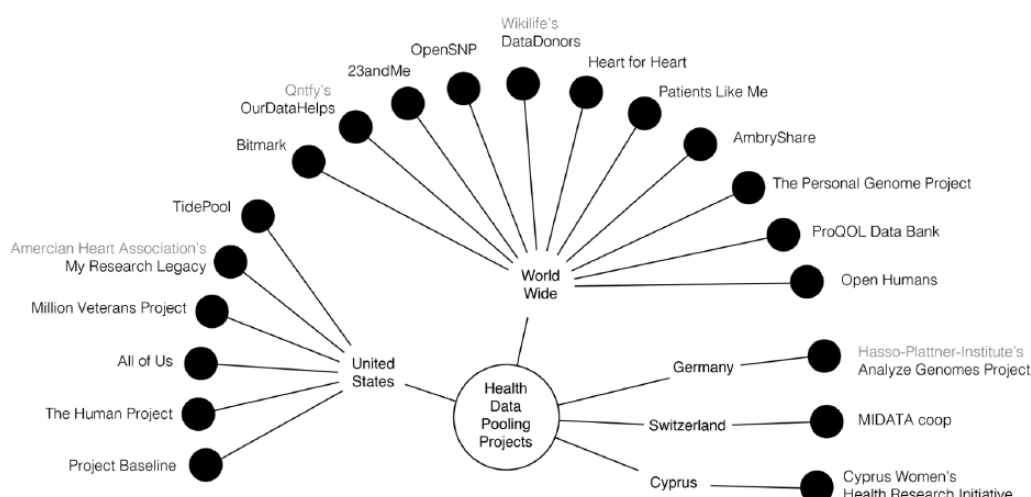 Wikilife's
DataDonors
OpenSNP
Heart for Heart
23andMe
Patients Like Me
Qntfy's
OurDataHelps
AmbryShare
Bitmark
The Personal Genome Project
TidePool
ProQOL Data Bank
Amercian Heart Association's
My Research Legacy
World
Wide
Open Humans
Million Veterans Project
All of Us
United
States
Germany
Hasso-Plattner-Institute's
Analyze Genomes Project
Health
Data
Pooling
Projects
The Human Project
Switzerland
MIDATA coop
Project Baseline
Cyprus
Cyprus Women's
Health Research Initiative